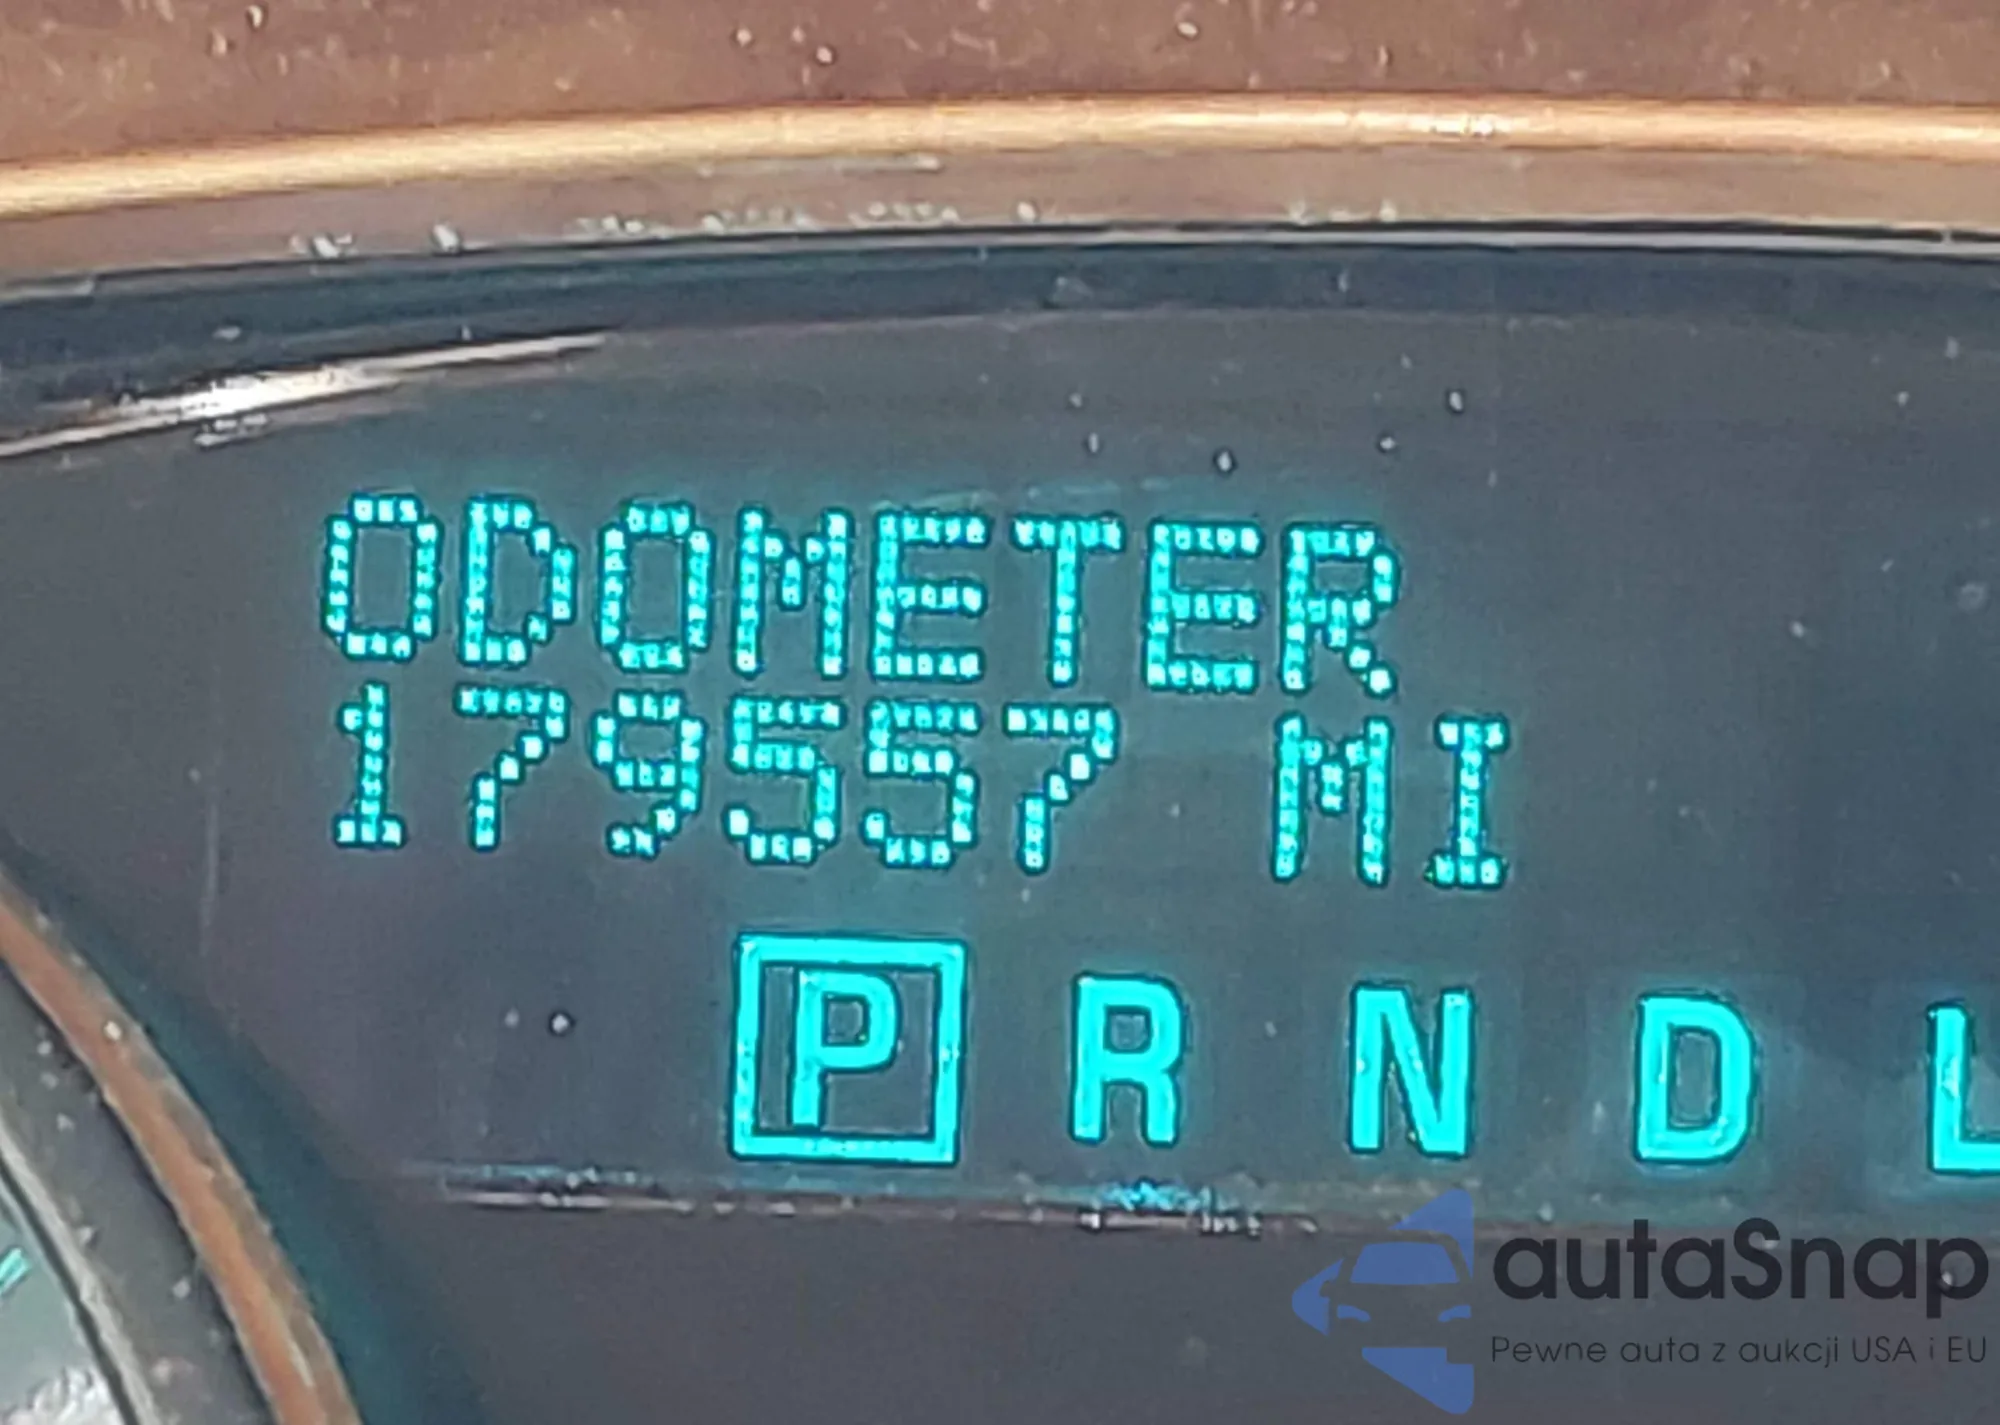 ODOMETER
179557 MI
P R N D L
autaSnap
Pewne auta z aukcji USA i EU